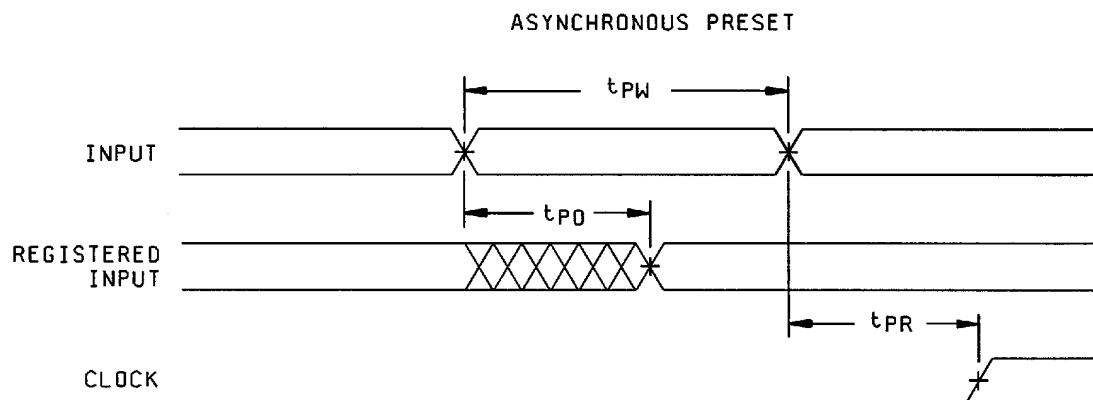 ASYNCHRONOUS PRESET
tPW
INPUT
tPO
REGISTERED
INPUT
tPR
CLOCK